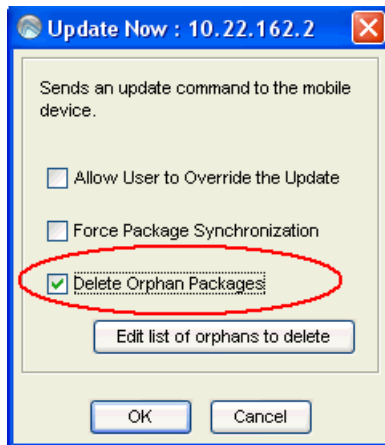 Update Now : 10.22.162.2
Sends an update command to the mobile
device.
Allow User to Override the Update
Force Package Synchronization
Delete Orphan Packages
Edit list of orphans to delete
OK
Cancel